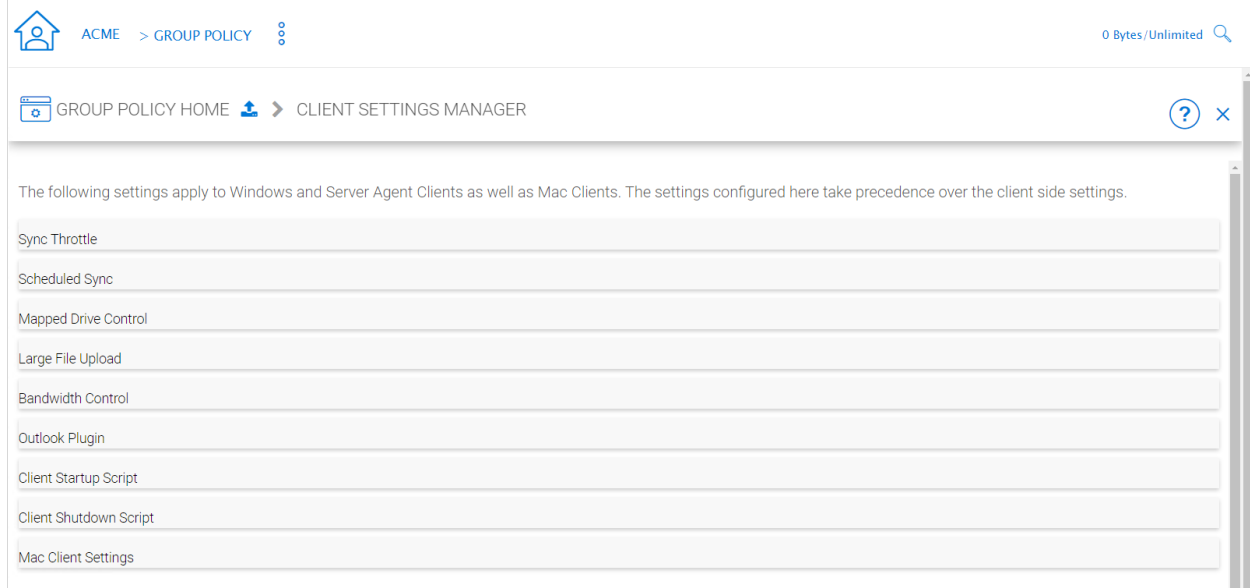 ACME > GROUP POLICY 0 Bytes/Unlimited
GROUP POLICY HOME CLIENT SETTINGS MANAGER ?
The following settings apply to Windows and Server Agent Clients as well as Mac Clients. The settings configured here take precedence over the client side settings.
Sync Throttle
Scheduled Sync
Mapped Drive Control
Large File Upload
Bandwidth Control
Outlook Plugin
Client Startup Script
Client Shutdown Script
Mac Client Settings